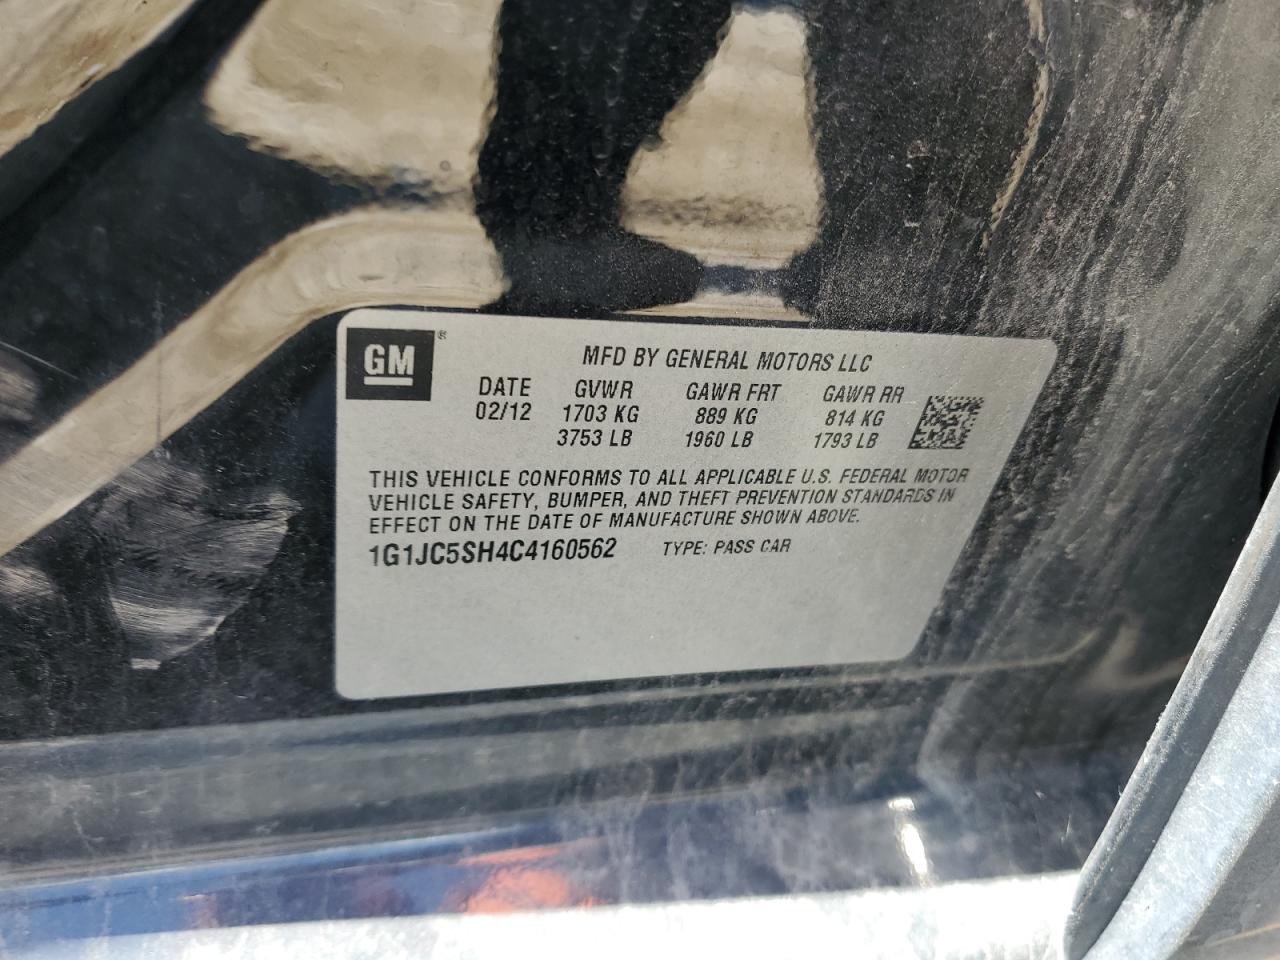 GM ®
MFD BY GENERAL MOTORS LLC
DATE GVWR GAWR FRT GAWR RR
02/12 1703 KG 889 KG 814 KG
3753 LB 1960 LB 1793 LB
THIS VEHICLE CONFORMS TO ALL APPLICABLE U.S. FEDERAL MOTOR
VEHICLE SAFETY, BUMPER, AND THEFT PREVENTION STANDARDS IN
EFFECT ON THE DATE OF MANUFACTURE SHOWN ABOVE.
1G1JC5SH4C4160562 TYPE: PASS CAR